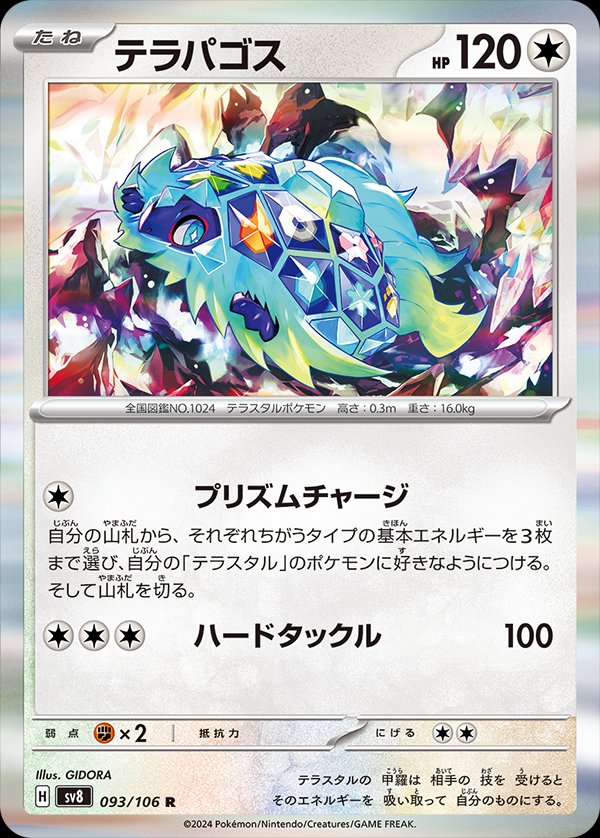 たね
テラパゴス
HP 120
全国図鑑NO.1024 テラスタルポケモン 高さ：0.3m 重さ：16.0kg
プリズムチャージ
自分の山札から、それぞれちがうタイプの基本エネルギーを3枚
まで選び、自分の「テラスタル」のポケモンに好きなようにつける。
そして山札を切る。
ハードタックル 100
弱点 ×2 抵抗力 にげる
Illus. GIDORA
H sv8 093/106 R
テラスタルの 甲羅は 相手の 技を 受けると
そのエネルギーを 吸い取って 自分のものにする。
©2024 Pokémon/Nintendo/Creatures/GAME FREAK.